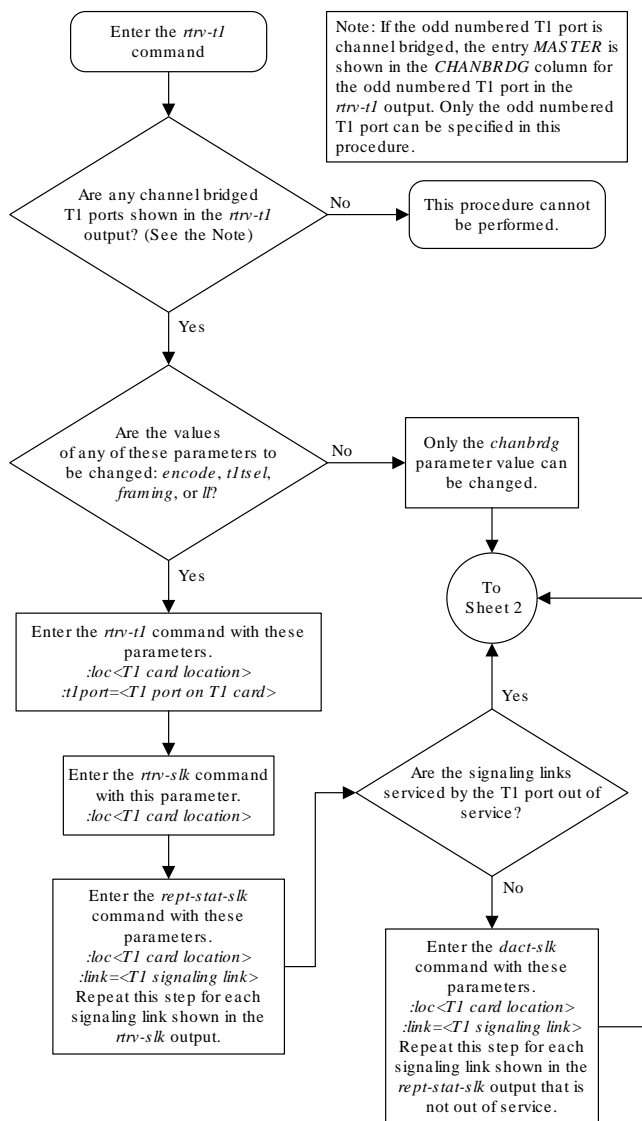 Enter the rtrv-t1
command
Note: If the odd numbered T1 port is
channel bridged, the entry MASTER is
shown in the CHANBRDG column for
the odd numbered T1 port in the
rtrv-t1 output. Only the odd numbered
T1 port can be specified in this
procedure.
Are any channel bridged
T1 ports shown in the rtrv-t1
output? (See the Note)
No
This procedure cannot
be performed.
Yes
Are the values
of any of these parameters to
be changed: encode, t1tsel,
framing, or ll?
No
Only the chanbrdg
parameter value can
be changed.
Yes
To
Sheet 2
Enter the rtrv-t1 command with these
parameters.
:loc<T1 card location>
:t1port=<T1 port on T1 card>
Yes
Enter the rtrv-slk command
with this parameter.
:loc<T1 card location>
Are the signaling links
serviced by the T1 port out of
service?
No
Enter the rept-stat-slk
command with these
parameters.
:loc<T1 card location>
:link=<T1 signaling link>
Repeat this step for each
signaling link shown in the
rtrv-slk output.
Enter the dact-slk
command with these
parameters.
:loc<T1 card location>
:link=<T1 signaling link>
Repeat this step for each
signaling link shown in the
rept-stat-slk output that is
not out of service.